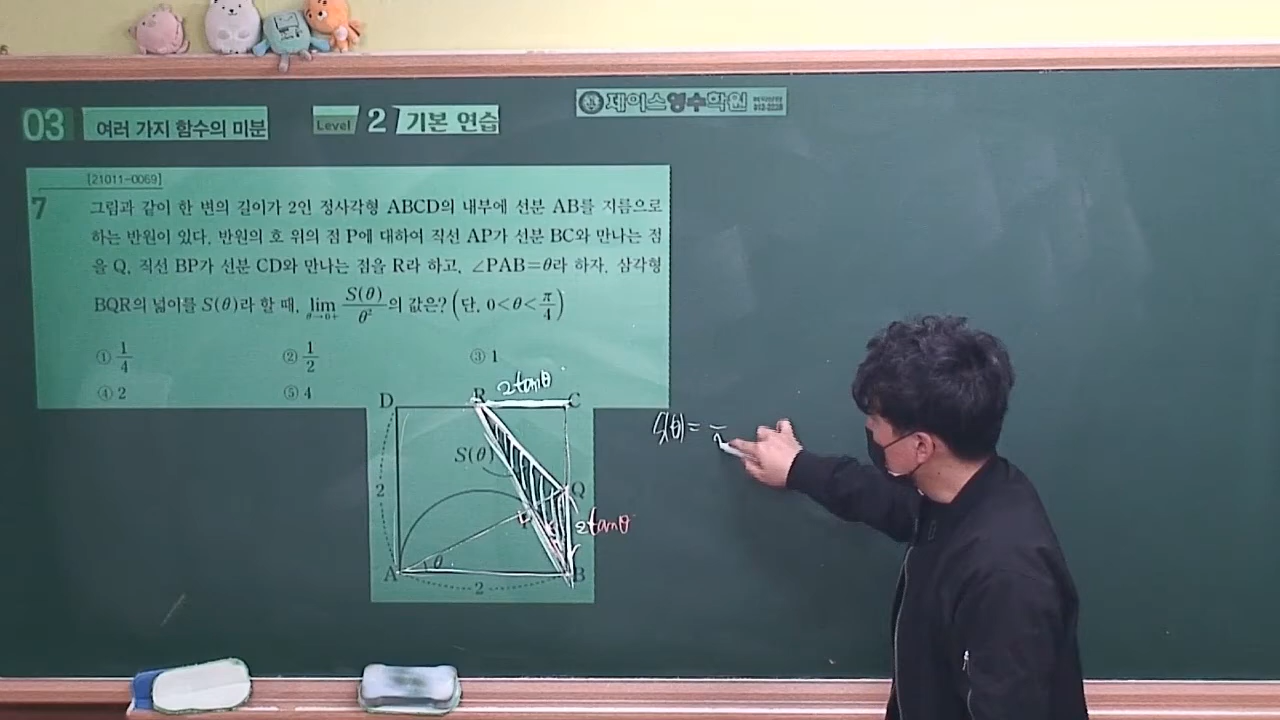 제이스영수학원
03 여러 가지 함수의 미분 Level 2 기본 연습
[21011-0069]
7 그림과 같이 한 변의 길이가 2인 정사각형 ABCD의 내부에 선분 AB를 지름으로
하는 반원이 있다. 반원의 호 위의 점 P에 대하여 직선 AP가 선분 BC와 만나는 점
을 Q, 직선 BP가 선분 CD와 만나는 점을 R라 하고, ∠PAB=θ라 하자. 삼각형
BQR의 넓이를 S(θ)라 할 때, lim θ→0+ S(θ)/θ² 의 값은? (단, 0<θ<π/4)
① 1/4 ② 1/2 ③ 1
④ 2 ⑤ 4
2tanθ
D R C
S(θ)=
S(θ)
2 Q
P 2tanθ
A θ B
2